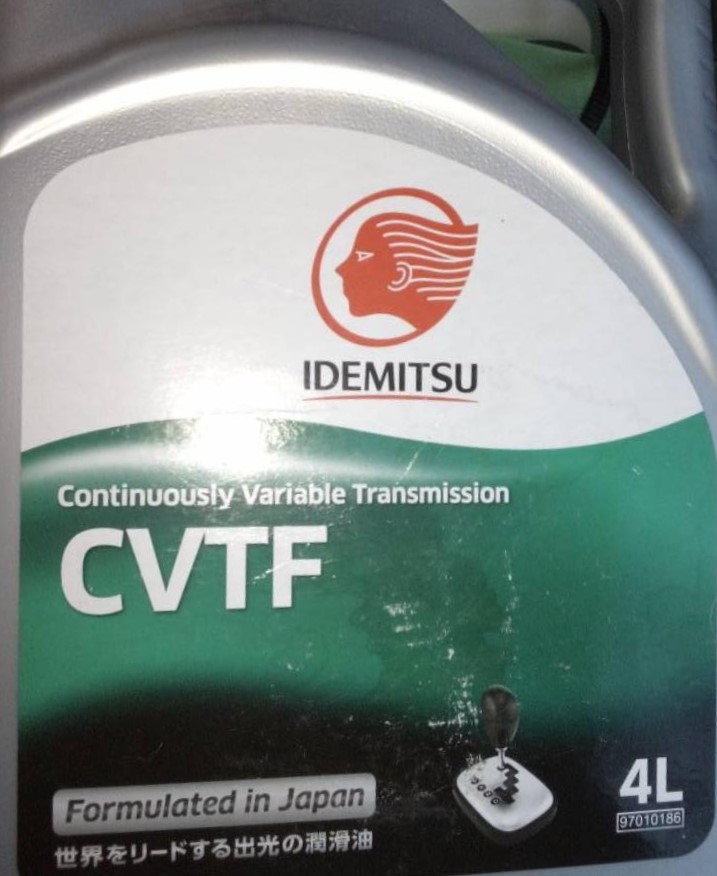 IDEMITSU
Continuously Variable Transmission
CVTF
4L
97010186
Formulated in Japan
世界をリードする出光の潤滑油